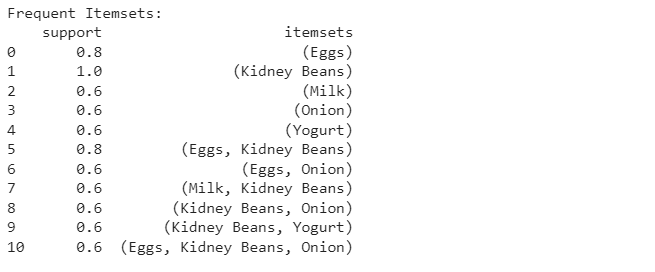 Frequent Itemsets:
    support                       itemsets
0       0.8                         (Eggs)
1       1.0                 (Kidney Beans)
2       0.6                         (Milk)
3       0.6                        (Onion)
4       0.6                       (Yogurt)
5       0.8           (Eggs, Kidney Beans)
6       0.6                  (Eggs, Onion)
7       0.6           (Milk, Kidney Beans)
8       0.6          (Kidney Beans, Onion)
9       0.6         (Kidney Beans, Yogurt)
10      0.6    (Eggs, Kidney Beans, Onion)